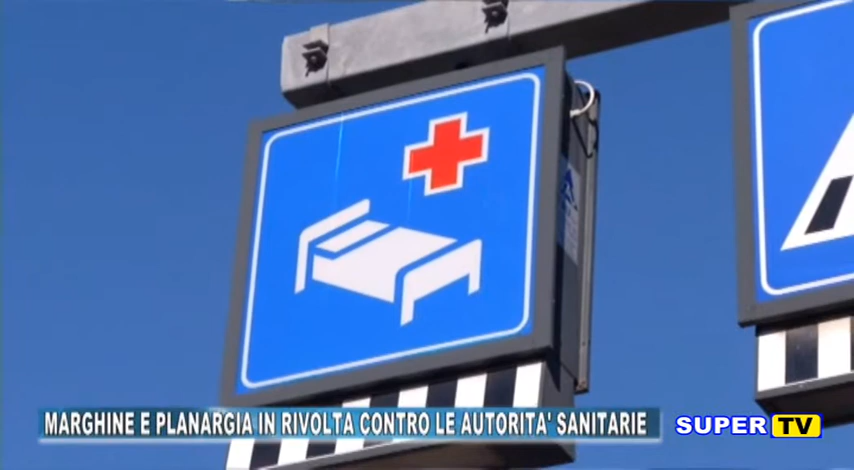 MARGHINE E PLANARGIA IN RIVOLTA CONTRO LE AUTORITA' SANITARIE
SUPER TV